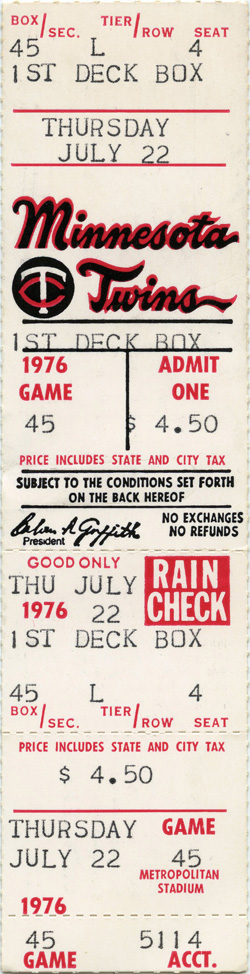 BOX/SEC. TIER/ROW SEAT
45 L 4
1ST DECK BOX
THURSDAY
JULY 22
Minnesota
TC Twins
1ST DECK BOX
1976 ADMIT
GAME ONE
45 $ 4.50
PRICE INCLUDES STATE AND CITY TAX
SUBJECT TO THE CONDITIONS SET FORTH
ON THE BACK HEREOF
Calvin R Griffith NO EXCHANGES
President NO REFUNDS
GOOD ONLY RAIN
THU JULY CHECK
1976 22
1ST DECK BOX
45 L 4
BOX/SEC. TIER/ROW SEAT
PRICE INCLUDES STATE AND CITY TAX
$ 4.50
THURSDAY GAME
JULY 22 45
METROPOLITAN
STADIUM
1976
45 5114
GAME ACCT.